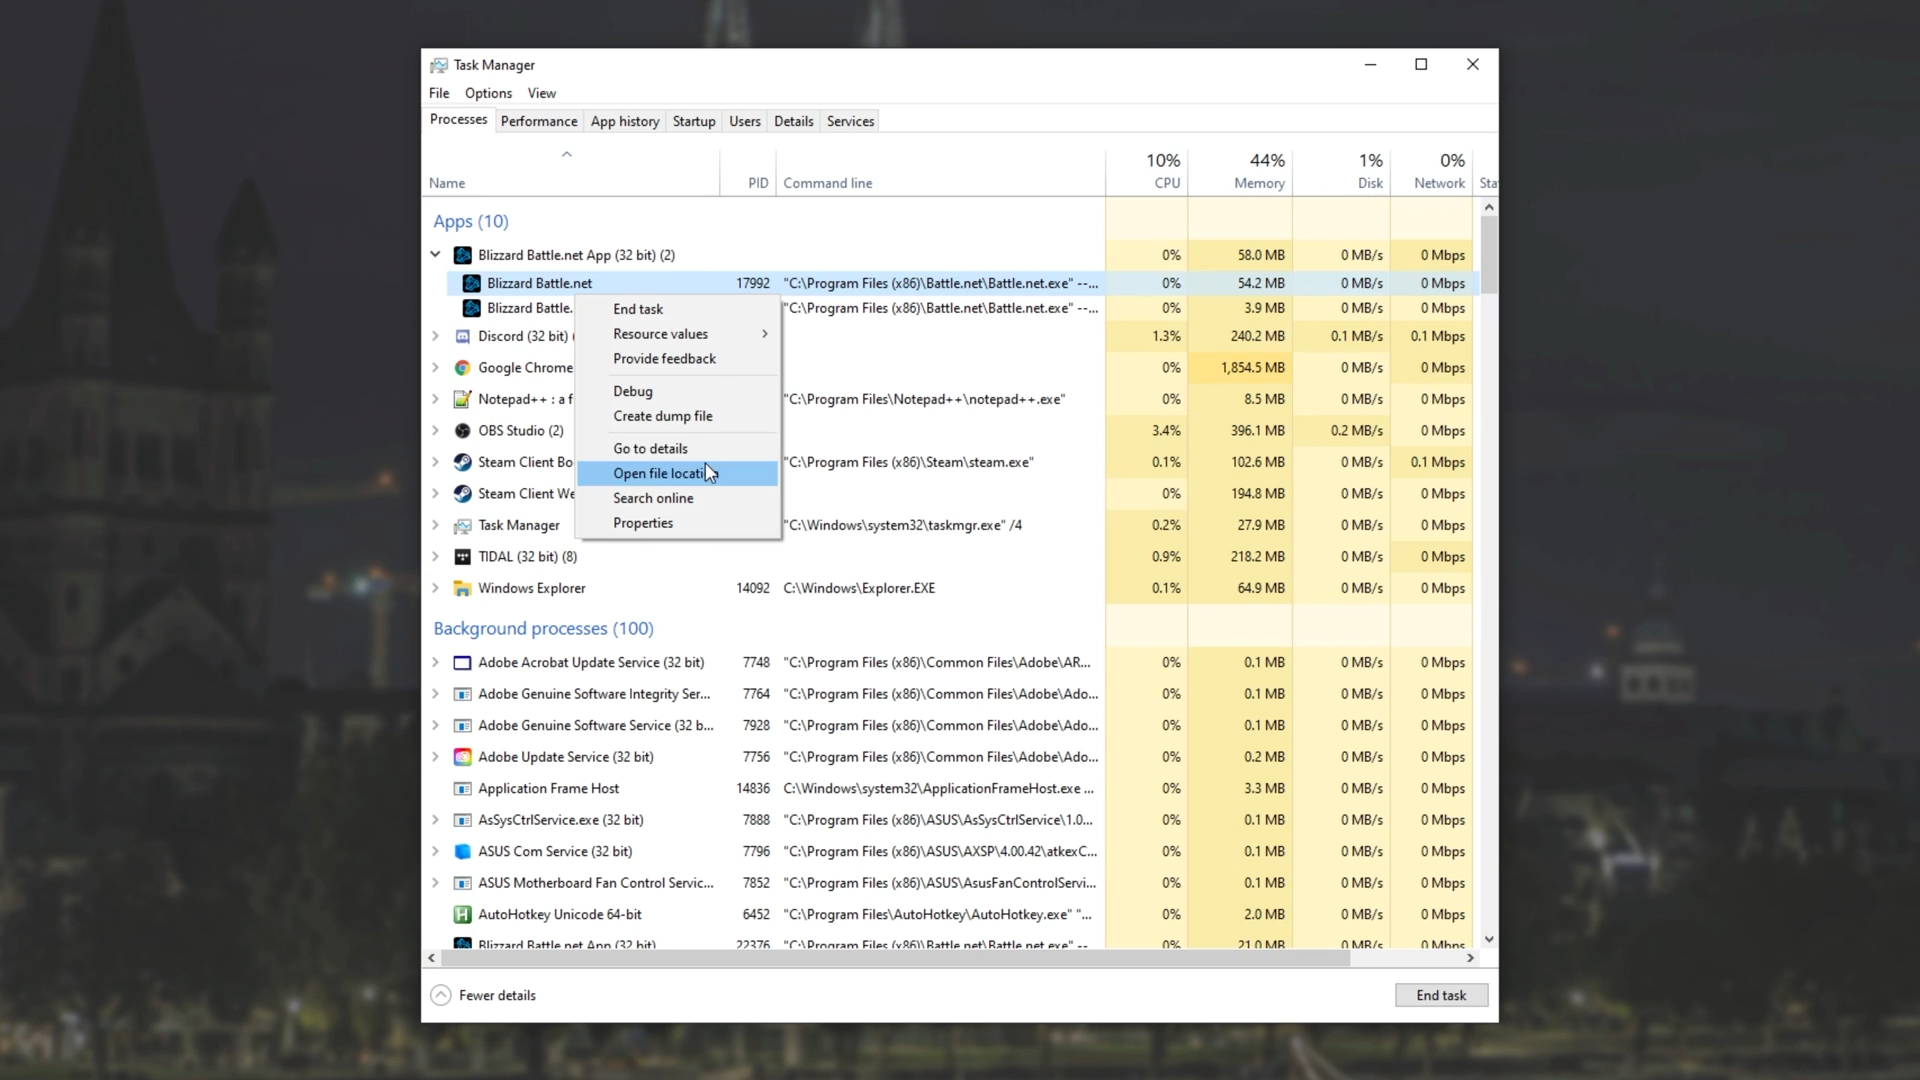 Task Manager
File Options View
Processes Performance App history Startup Users Details Services
10% 44% 1% 0%
Name PID Command line CPU Memory Disk Network Sta
Apps (10)
Blizzard Battle.net App (32 bit) (2) 0% 58.0 MB 0 MB/s 0 Mbps
Blizzard Battle.net 17992 "C:\Program Files (x86)\Battle.net\Battle.net.exe" --... 0% 54.2 MB 0 MB/s 0 Mbps
Blizzard Battle. "C:\Program Files (x86)\Battle.net\Battle.net.exe" --... 0% 3.9 MB 0 MB/s 0 Mbps
End task
Discord (32 bit) ( 1.3% 240.2 MB 0.1 MB/s 0.1 Mbps
Resource values
Provide feedback
Google Chrome 0% 1,854.5 MB 0 MB/s 0 Mbps
Debug
Notepad++ : a f "C:\Program Files\Notepad++\notepad++.exe" 0% 8.5 MB 0 MB/s 0 Mbps
Create dump file
OBS Studio (2) 3.4% 396.1 MB 0.2 MB/s 0 Mbps
Go to details
Steam Client Bo "C:\Program Files (x86)\Steam\steam.exe" 0.1% 102.6 MB 0 MB/s 0.1 Mbps
Open file locatin
Steam Client We 0% 194.8 MB 0 MB/s 0 Mbps
Search online
Task Manager "C:\Windows\system32\taskmgr.exe" /4 0.2% 27.9 MB 0 MB/s 0 Mbps
Properties
TIDAL (32 bit) (8) 0.9% 218.2 MB 0 MB/s 0 Mbps
Windows Explorer 14092 C:\Windows\Explorer.EXE 0.1% 64.9 MB 0 MB/s 0 Mbps
Background processes (100)
Adobe Acrobat Update Service (32 bit) 7748 "C:\Program Files (x86)\Common Files\Adobe\AR... 0% 0.1 MB 0 MB/s 0 Mbps
Adobe Genuine Software Integrity Ser... 7764 "C:\Program Files (x86)\Common Files\Adobe\Ado... 0% 0.1 MB 0 MB/s 0 Mbps
Adobe Genuine Software Service (32 b... 7928 "C:\Program Files (x86)\Common Files\Adobe\Ado... 0% 0.1 MB 0 MB/s 0 Mbps
Adobe Update Service (32 bit) 7756 "C:\Program Files (x86)\Common Files\Adobe\Ado... 0% 0.2 MB 0 MB/s 0 Mbps
Application Frame Host 14836 C:\Windows\system32\ApplicationFrameHost.exe ... 0% 3.3 MB 0 MB/s 0 Mbps
AsSysCtrlService.exe (32 bit) 7888 "C:\Program Files (x86)\ASUS\AsSysCtrlService\1.0... 0% 0.1 MB 0 MB/s 0 Mbps
ASUS Com Service (32 bit) 7796 "C:\Program Files (x86)\ASUS\AXSP\4.00.42\atkexC... 0% 0.1 MB 0 MB/s 0 Mbps
ASUS Motherboard Fan Control Servic... 7852 "C:\Program Files (x86)\ASUS\AsusFanControlServi... 0% 0.1 MB 0 MB/s 0 Mbps
AutoHotkey Unicode 64-bit 6452 "C:\Program Files\AutoHotkey\AutoHotkey.exe" "... 0% 2.0 MB 0 MB/s 0 Mbps
Blizzard Battle.net App (32 bit) 22376 "C:\Program Files (x86)\Battle.net\Battle.net.exe" -- 0% 21.0 MB 0 MB/s 0 Mbps
Fewer details End task